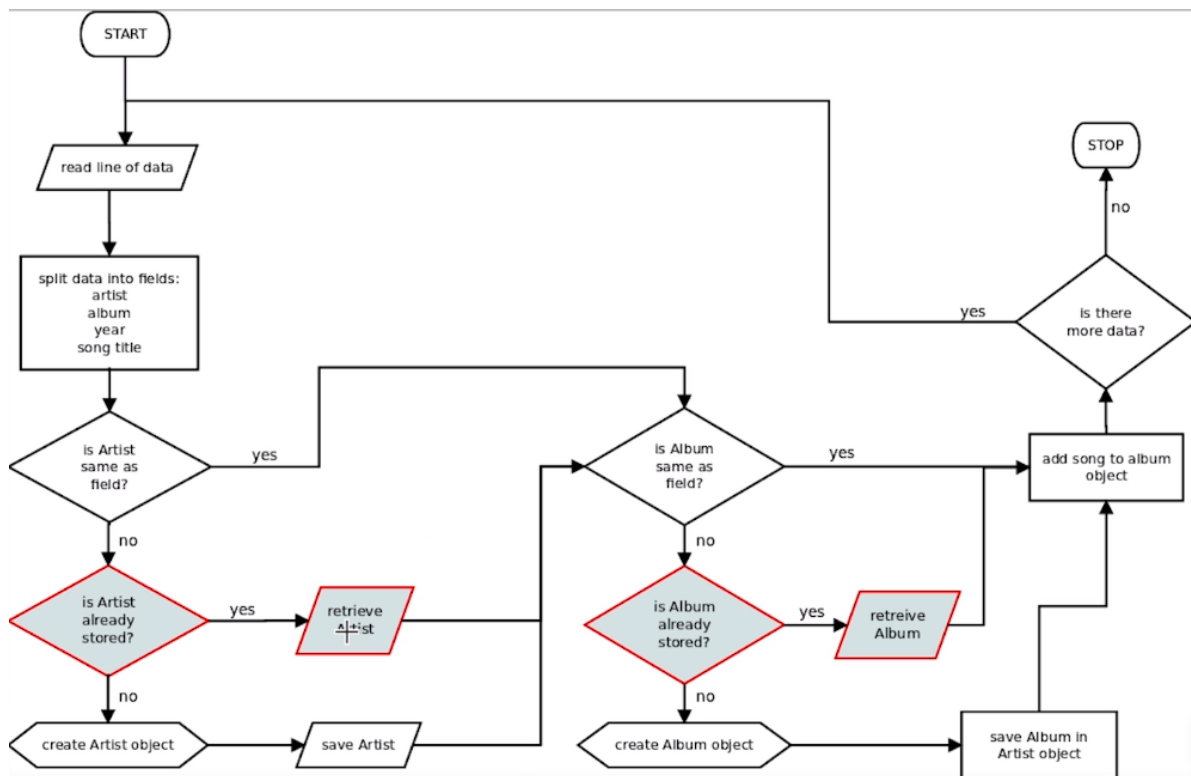 START
read line of data
split data into fields:
artist
album
year
song title
is Artist
same as
field?
yes
no
is Artist
already
stored?
yes
retrieve
Artist
no
create Artist object
save Artist
is Album
same as
field?
yes
no
is Album
already
stored?
yes
retreive
Album
no
create Album object
save Album in
Artist object
add song to album
object
is there
more data?
yes
no
STOP